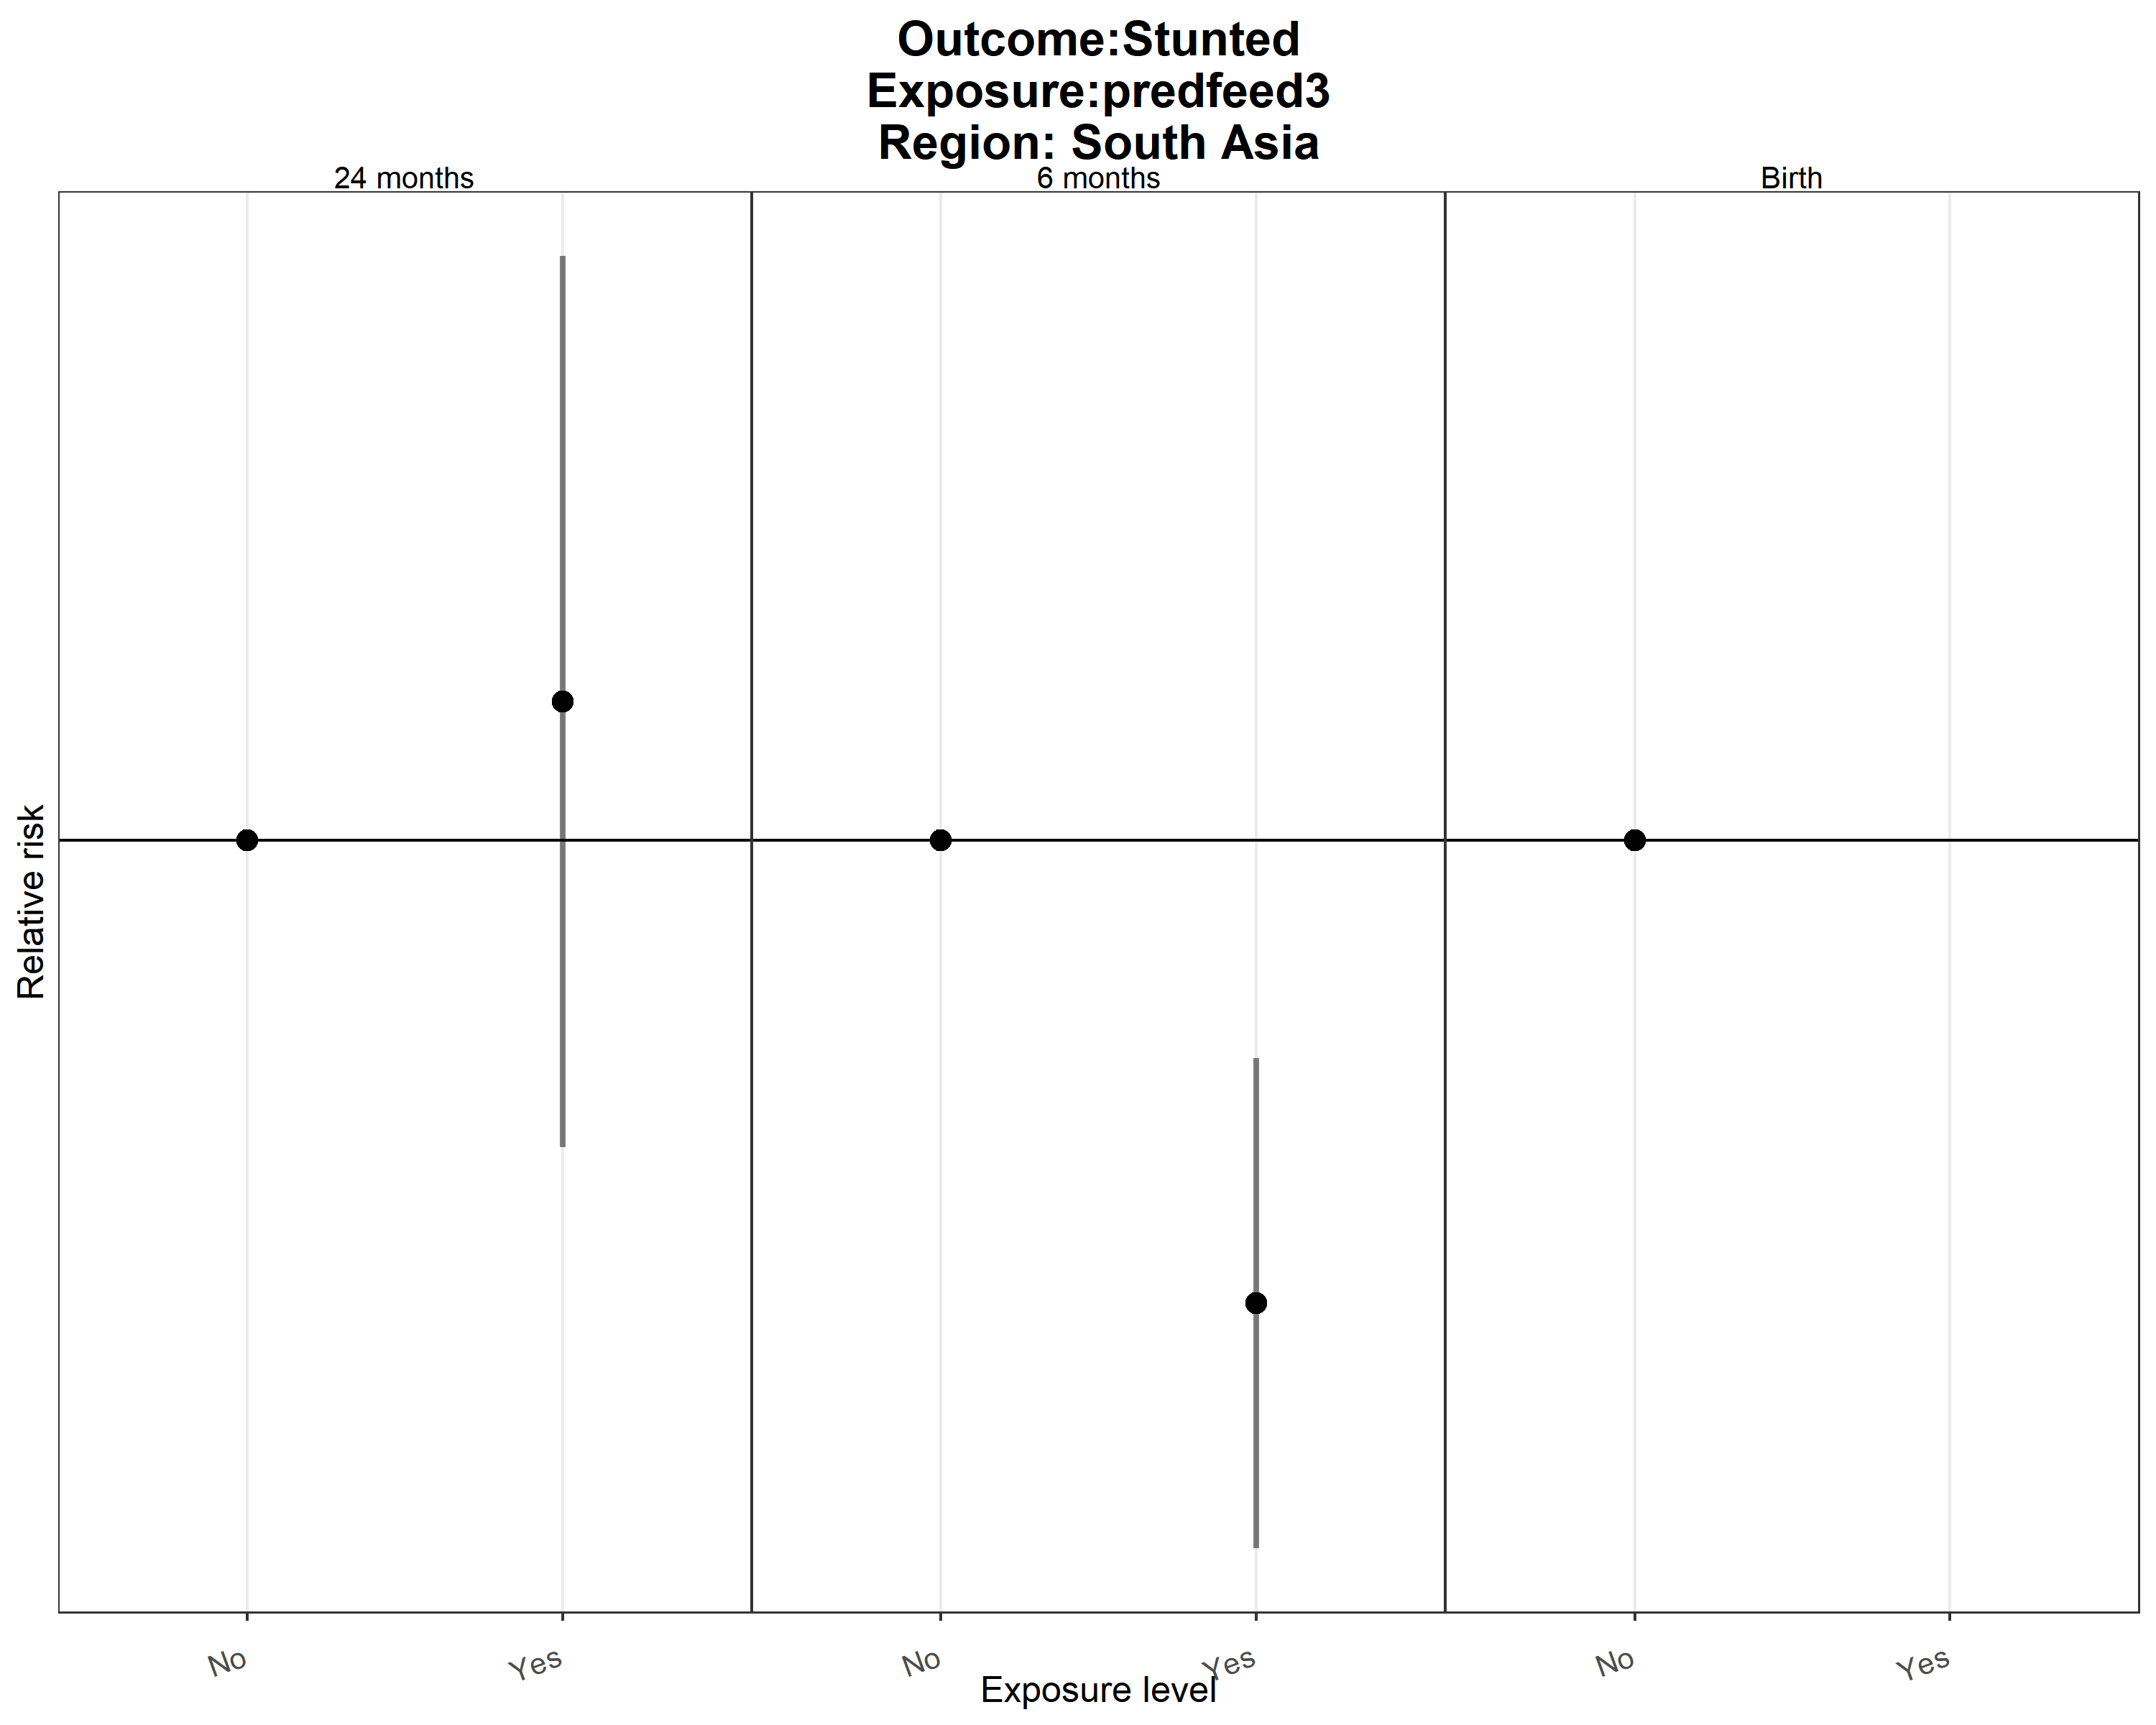 Outcome:Stunted
Exposure:predfeed3
Region: South Asia
24 months
6 months
Birth
Relative risk
No
Yes
No
Yes
No
Yes
Exposure level